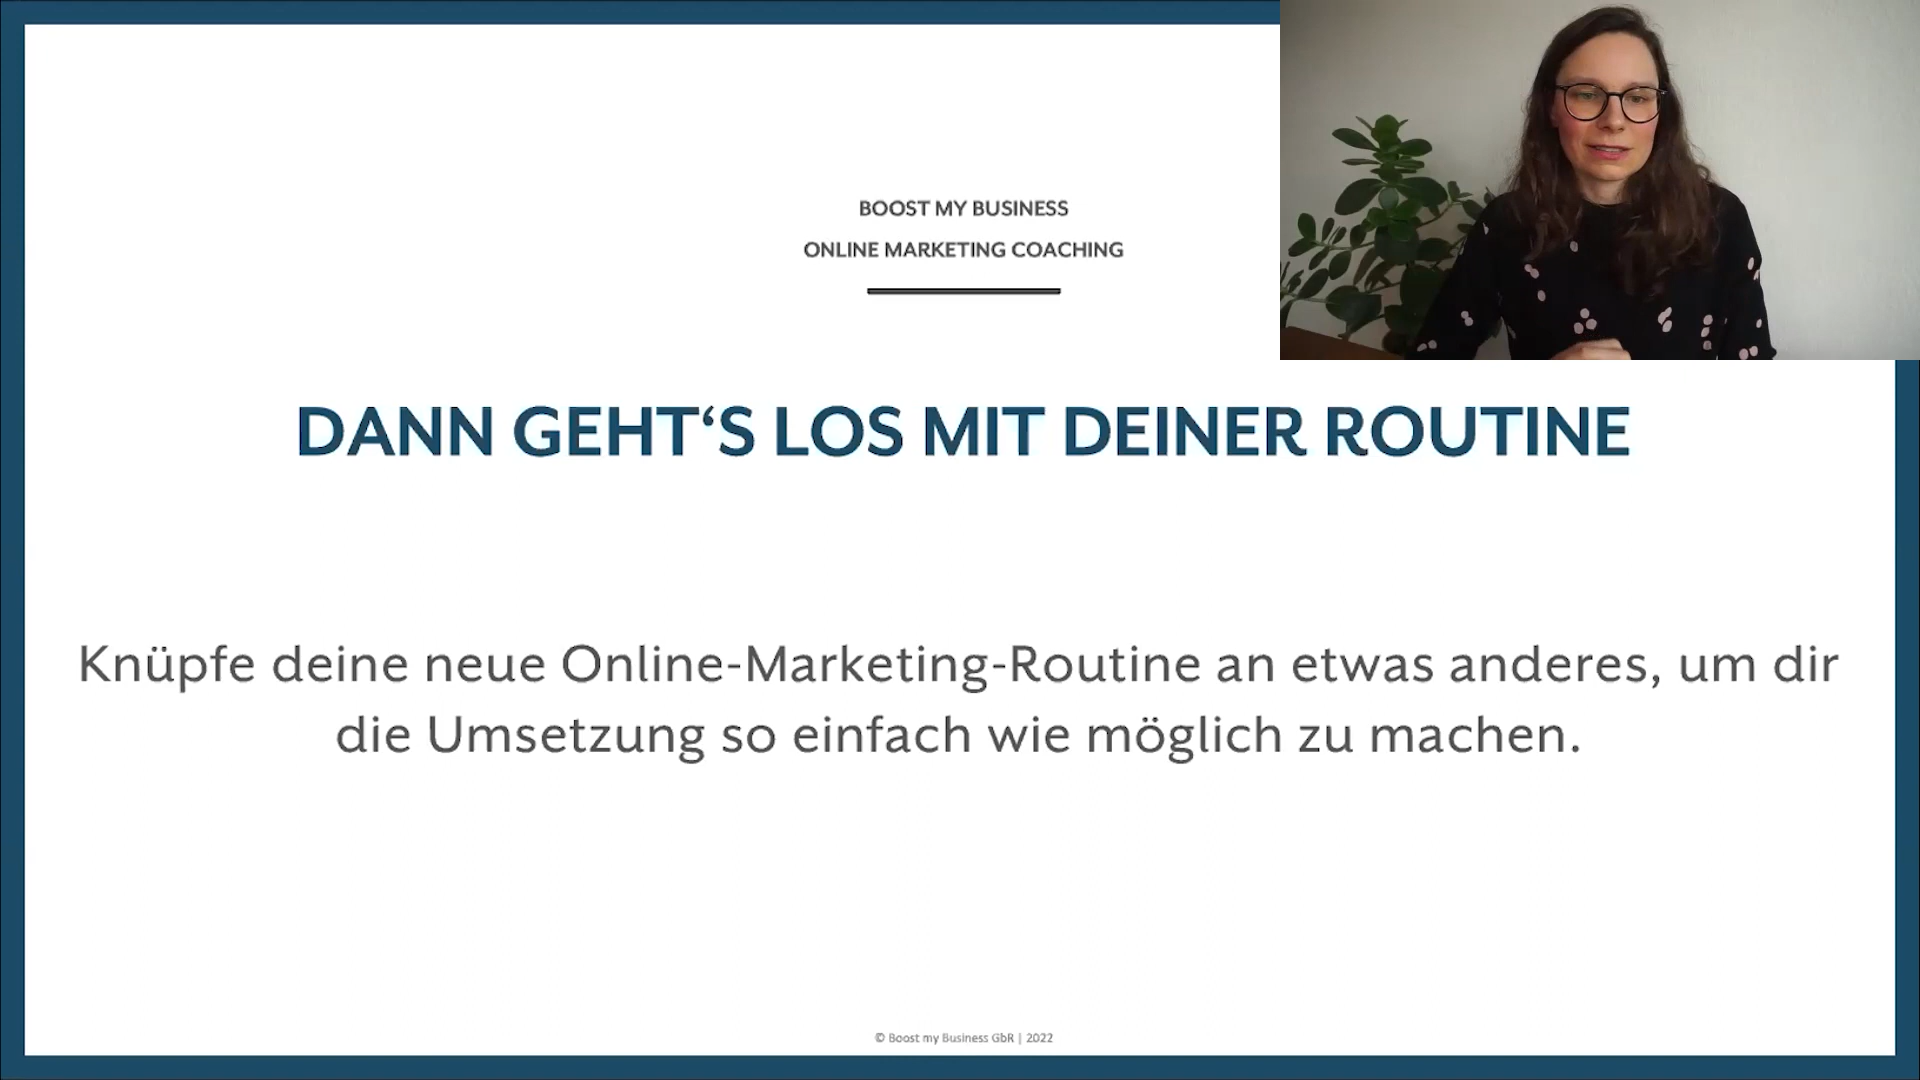 BOOST MY BUSINESS
ONLINE MARKETING COACHING
DANN GEHT‘S LOS MIT DEINER ROUTINE
Knüpfe deine neue Online-Marketing-Routine an etwas anderes, um dir
die Umsetzung so einfach wie möglich zu machen.
© Boost my Business GbR | 2022